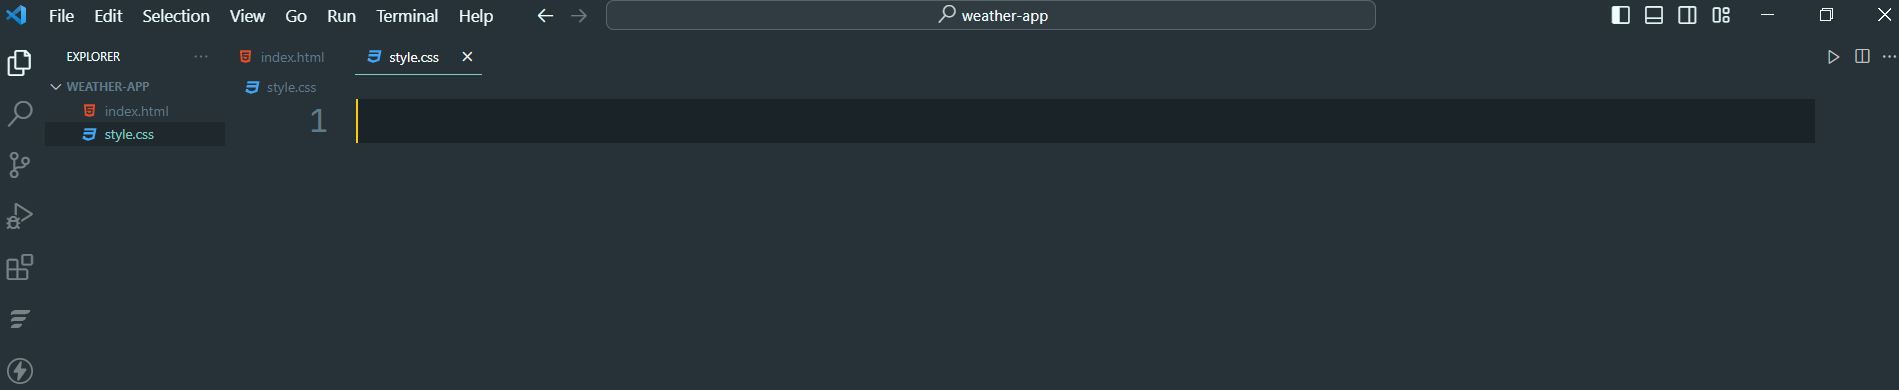 File Edit Selection View Go Run Terminal Help
weather-app
EXPLORER
WEATHER-APP
index.html
style.css
index.html
style.css
style.css
1